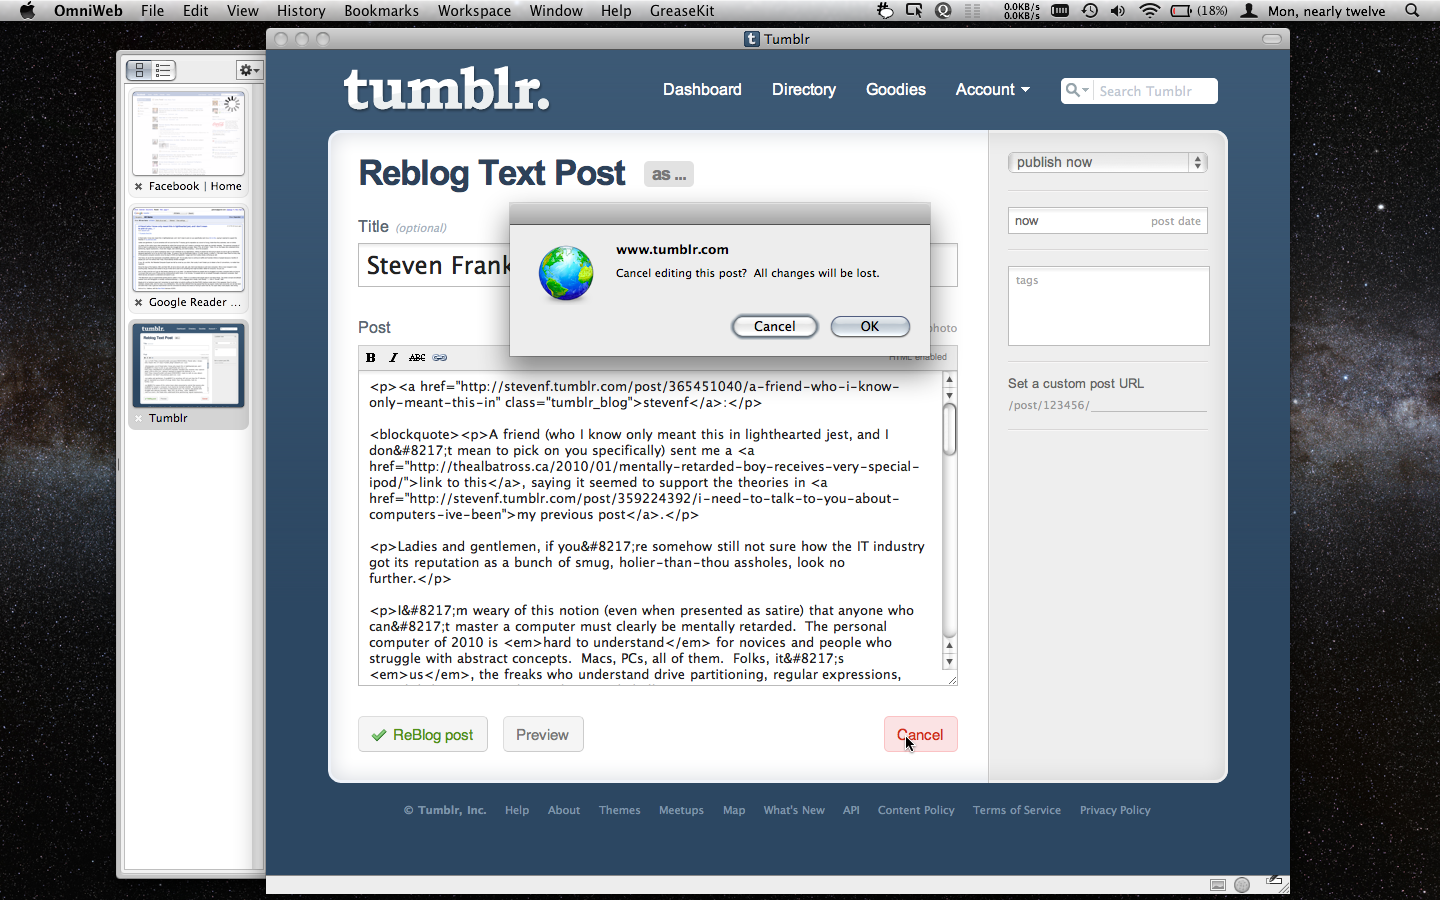 OmniWeb File Edit View History Bookmarks Workspace Window Help GreaseKit
0.0KB/s
0.0KB/s
(18%) Mon, nearly twelve
Tumblr
Facebook | Home
Google Reader ...
Tumblr
tumblr.
Dashboard Directory Goodies Account
Search Tumblr
Reblog Text Post as ...
Title (optional)
Steven Frank
www.tumblr.com
Cancel editing this post?  All changes will be lost.
Cancel OK
Post
photo
B I ABC
HTML enabled
<p><a href="http://stevenf.tumblr.com/post/365451040/a-friend-who-i-know-
only-meant-this-in" class="tumblr_blog">stevenf</a>:</p>
<blockquote><p>A friend (who I know only meant this in lighthearted jest, and I
don&#8217;t mean to pick on you specifically) sent me a <a
href="http://thealbatross.ca/2010/01/mentally-retarded-boy-receives-very-special-
ipod/">link to this</a>, saying it seemed to support the theories in <a
href="http://stevenf.tumblr.com/post/359224392/i-need-to-talk-to-you-about-
computers-ive-been">my previous post</a>.</p>
<p>Ladies and gentlemen, if you&#8217;re somehow still not sure how the IT industry
got its reputation as a bunch of smug, holier-than-thou assholes, look no
further.</p>
<p>I&#8217;m weary of this notion (even when presented as satire) that anyone who
can&#8217;t master a computer must clearly be mentally retarded.  The personal
computer of 2010 is <em>hard to understand</em> for novices and people who
struggle with abstract concepts.  Macs, PCs, all of them.  Folks, it&#8217;s
<em>us</em>, the freaks who understand drive partitioning, regular expressions,
ReBlog post Preview Cancel
publish now
now post date
tags
Set a custom post URL
/post/123456/
© Tumblr, Inc. Help About Themes Meetups Map What's New API Content Policy Terms of Service Privacy Policy